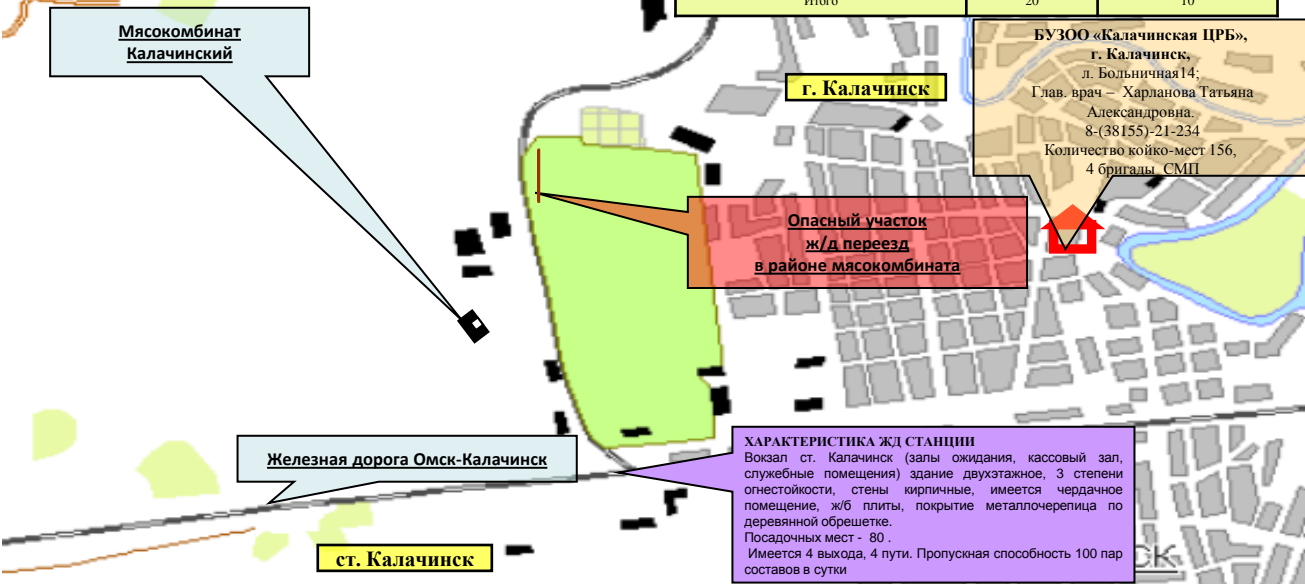 Итого 20 10
Мясокомбинат
Калачинский
г. Калачинск
БУЗОО «Калачинская ЦРБ»,
г. Калачинск,
л. Больничная14;
Глав. врач – Харланова Татьяна
Александровна.
8-(38155)-21-234
Количество койко-мест 156,
4 бригады СМП
Опасный участок
ж/д переезд
в районе мясокомбината
Железная дорога Омск-Калачинск
ХАРАКТЕРИСТИКА ЖД СТАНЦИИ
Вокзал ст. Калачинск (залы ожидания, кассовый зал,
служебные помещения) здание двухэтажное, 3 степени
огнестойкости, стены кирпичные, имеется чердачное
помещение, ж/б плиты, покрытие металлочерепица по
деревянной обрешетке.
Посадочных мест - 80 .
Имеется 4 выхода, 4 пути. Пропускная способность 100 пар
составов в сутки
ст. Калачинск